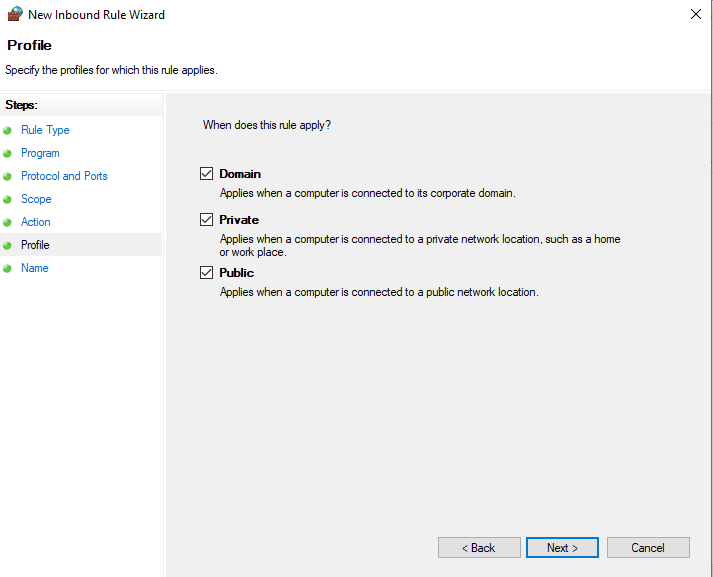 New Inbound Rule Wizard
Profile
Specify the profiles for which this rule applies.
Steps:
Rule Type
Program
Protocol and Ports
Scope
Action
Profile
Name
When does this rule apply?
Domain
Applies when a computer is connected to its corporate domain.
Private
Applies when a computer is connected to a private network location, such as a home
or work place.
Public
Applies when a computer is connected to a public network location.
< Back
Next >
Cancel